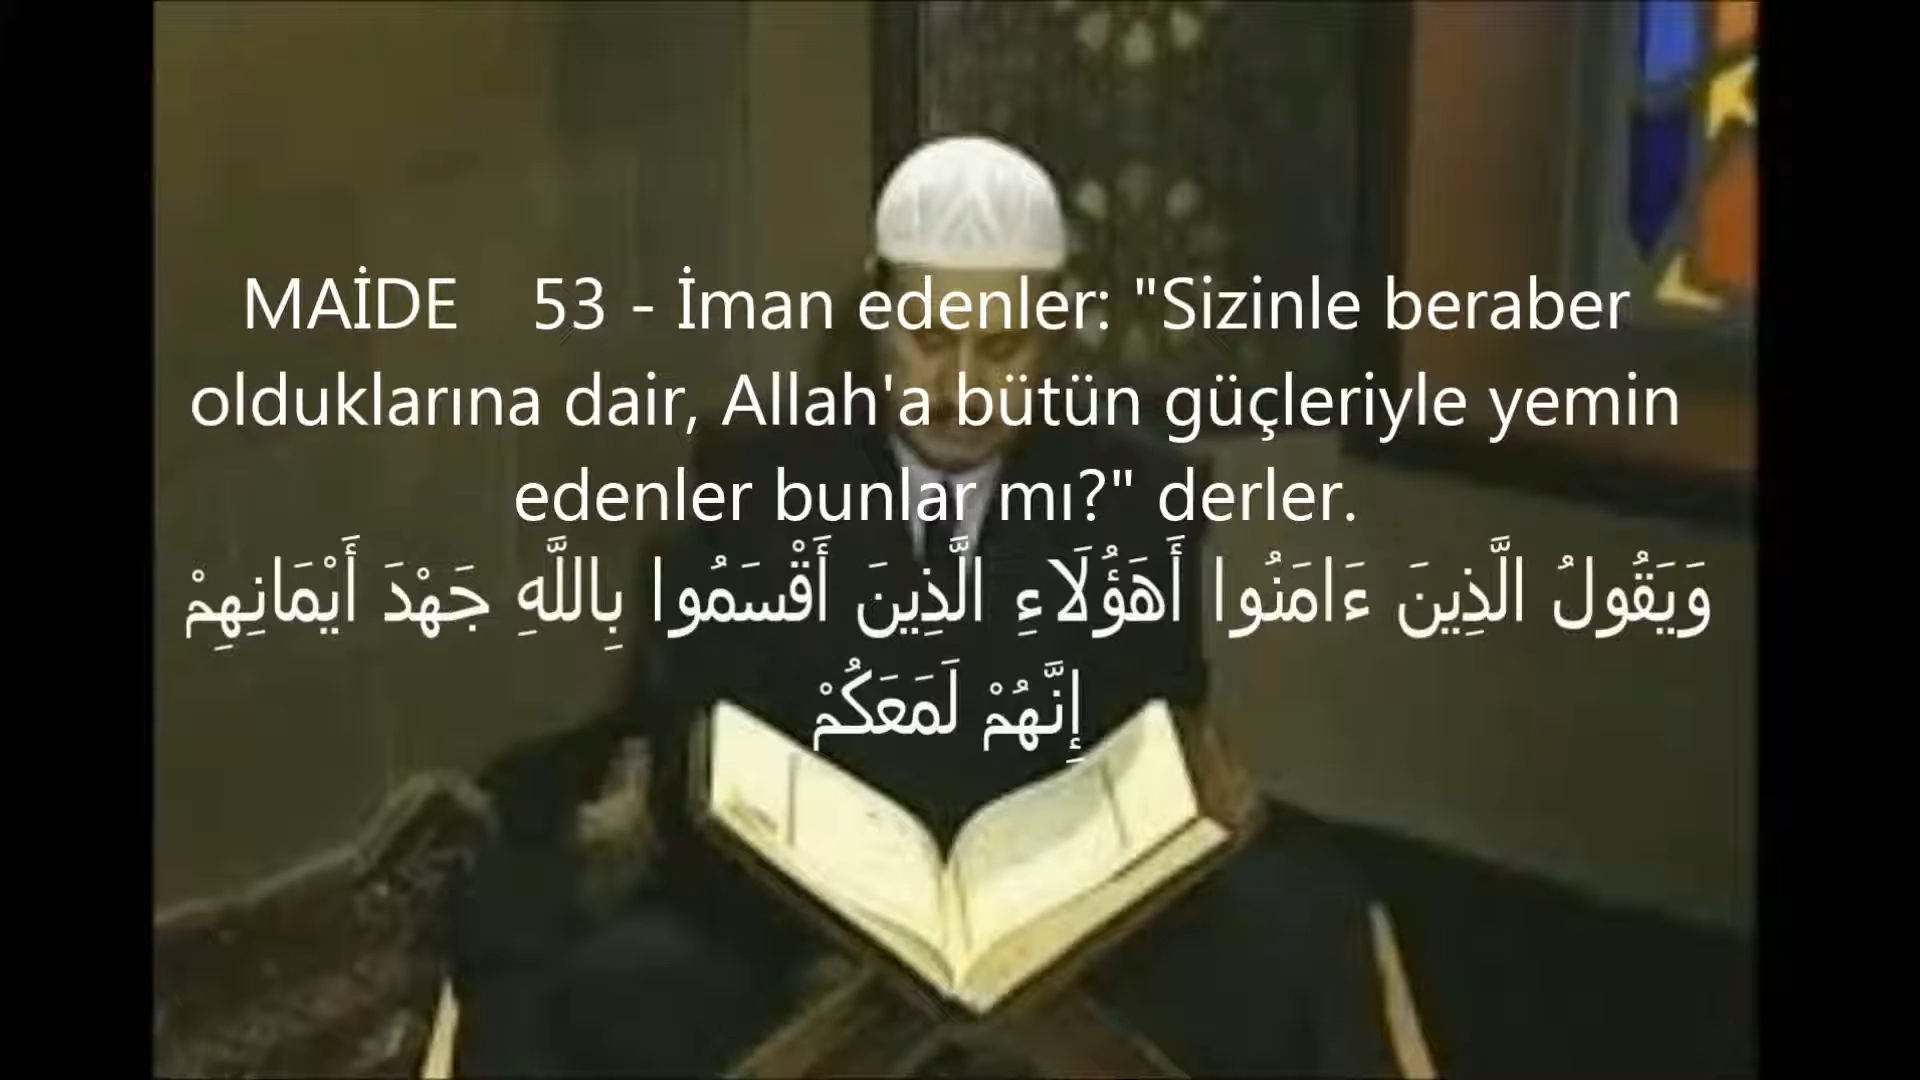 MAİDE    53 - İman edenler: "Sizinle beraber
olduklarına dair, Allah'a bütün güçleriyle yemin
edenler bunlar mı?" derler.
وَيَقُولُ الَّذِينَ ءَامَنُوا أَهَؤُلَاءِ الَّذِينَ أَقْسَمُوا بِاللَّهِ جَهْدَ أَيْمَانِهِمْ
إِنَّهُمْ لَمَعَكُمْ